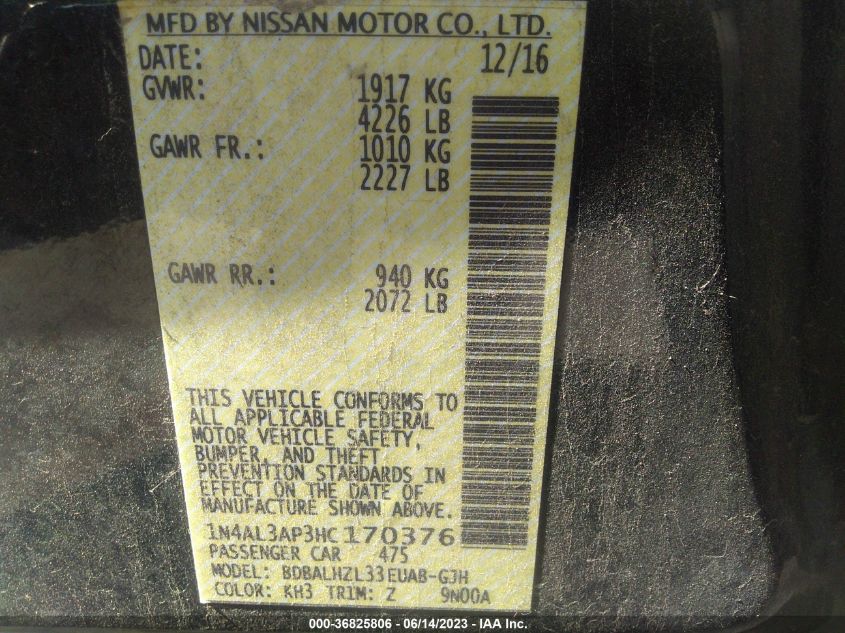 MFD BY NISSAN MOTOR CO., LTD.
DATE: 12/16
GVWR: 1917 KG
4226 LB
GAWR FR.: 1010 KG
2227 LB
GAWR RR.: 940 KG
2072 LB
THIS VEHICLE CONFORMS TO
ALL APPLICABLE FEDERAL
MOTOR VEHICLE SAFETY,
BUMPER, AND THEFT
PREVENTION STANDARDS IN
EFFECT ON THE DATE OF
MANUFACTURE SHOWN ABOVE.
1N4AL3AP3HC170376
PASSENGER CAR 475
MODEL: BDBALHZL33EUAB-GJH
COLOR: KH3 TRIM: Z 9N00A
000-36825806 - 06/14/2023 - IAA Inc.